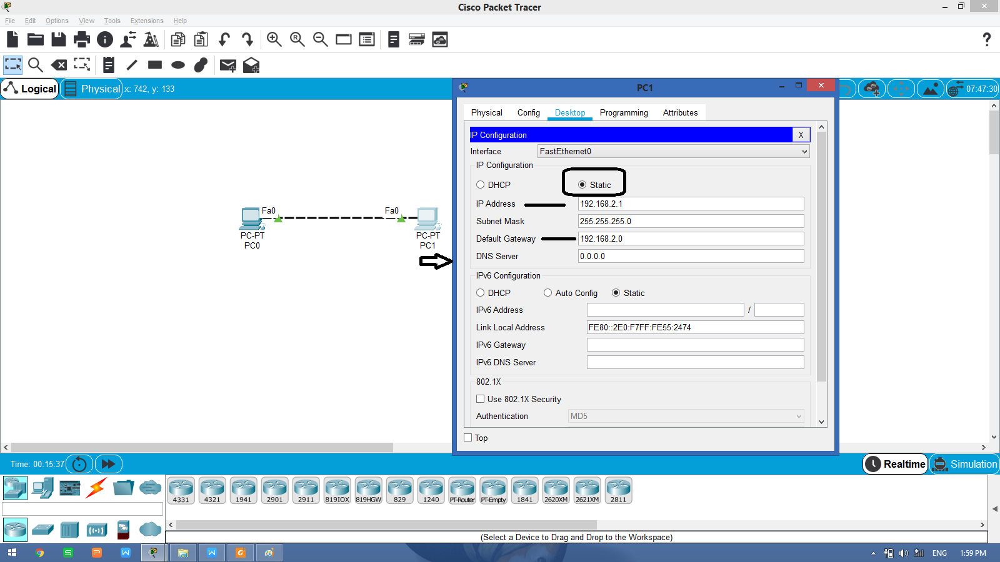 Cisco Packet Tracer
File Edit Options View Tools Extensions Help
Logical Physical x: 742, y: 133
07:47:30
PC1
Physical Config Desktop Programming Attributes
IP Configuration X
Interface FastEthernet0
IP Configuration
DHCP Static
IP Address 192.168.2.1
Subnet Mask 255.255.255.0
Default Gateway 192.168.2.0
DNS Server 0.0.0.0
IPv6 Configuration
DHCP Auto Config Static
IPv6 Address /
Link Local Address FE80::2E0:F7FF:FE55:2474
IPv6 Gateway
IPv6 DNS Server
802.1X
Use 802.1X Security
Authentication MD5
Top
Fa0 Fa0
PC-PT PC-PT
PC0 PC1
Time: 00:15:37 Realtime Simulation
4331 4321 1941 2901 2911 819IOX 819HGW 829 1240 PT-Router PT-Empty 1841 2620XM 2621XM 2811
(Select a Device to Drag and Drop to the Workspace)
ENG 1:59 PM